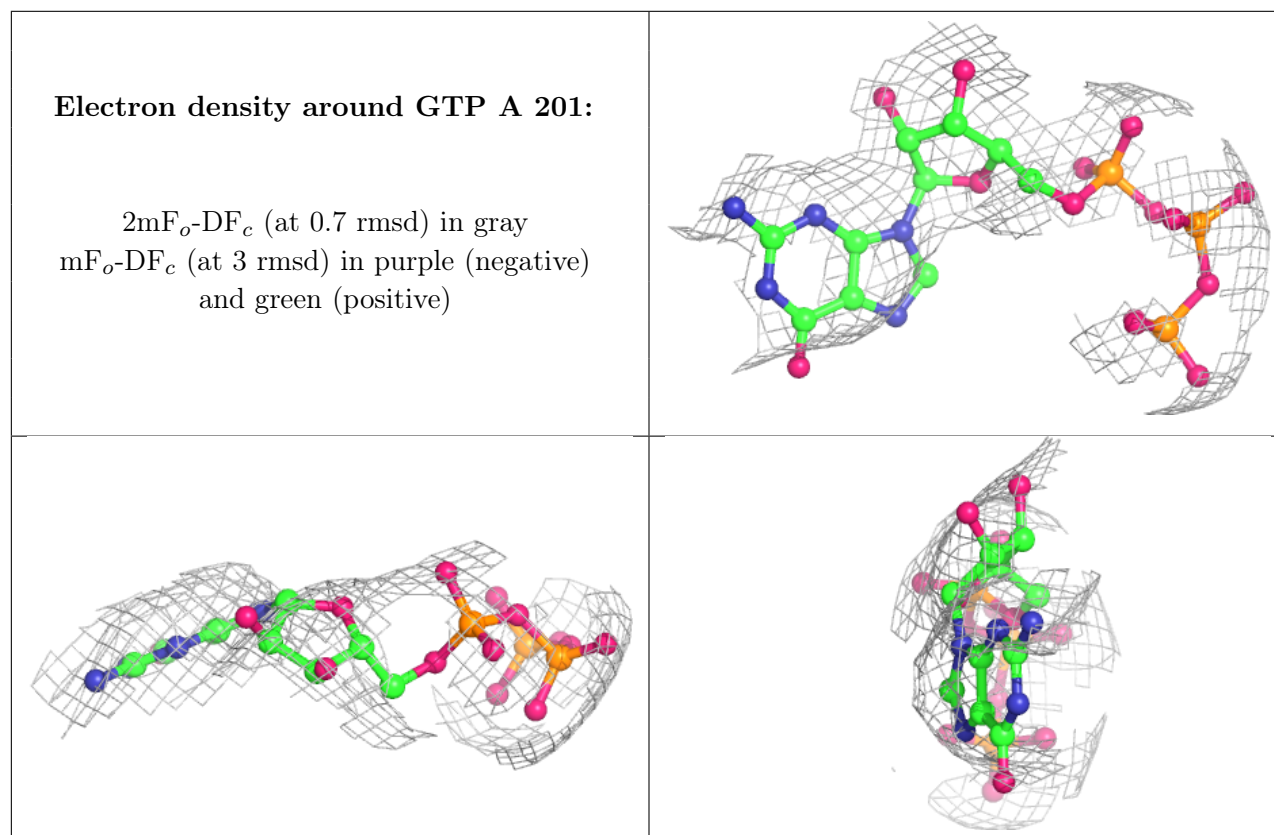 Electron density around GTP A 201:
2mFo-DFc (at 0.7 rmsd) in gray
mFo-DFc (at 3 rmsd) in purple (negative)
and green (positive)